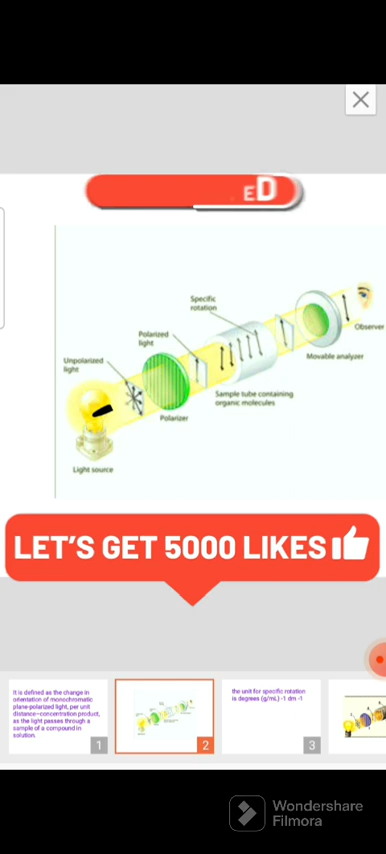 ED
Specific
rotation
Polarized
light
Unpolarized
light
Observer
Movable analyzer
Sample tube containing
organic molecules
Polarizer
Light source
LET'S GET 5000 LIKES
It is defined as the change in
orientation of monochromatic
plane-polarized light, per unit
distance–concentration product,
as the light passes through a
sample of a compound in
solution.
1
2
the unit for specific rotation
is degrees (g/mL) -1 dm -1
3
Wondershare
Filmora